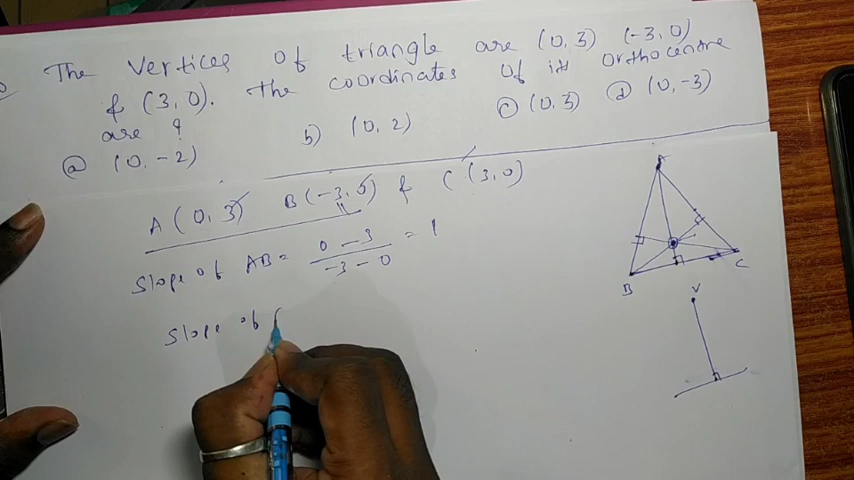 The vertices of triangle are (0,3) (-3,0)
& (3,0). The coordinates of its orthocentre
are ?
ⓐ (0,-2) b) (0,2) ⓒ (0,3) ⓓ (0,-3)
A (0,3) B (-3,0) & C (3,0)
Slope of AB = 0-3 / -3-0 = 1
Slope of
A
B
C
V